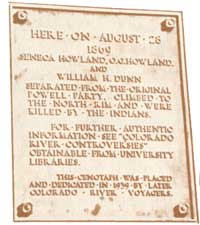 HERE · ON · AUGUST · 28
1869
SENECA HOWLAND, O.G. HOWLAND,
AND
WILLIAM H. DUNN
SEPARATED · FROM · THE · ORIGINAL
POWELL · PARTY, CLIMBED · TO
THE · NORTH · RIM · AND · WERE
KILLED · BY · THE · INDIANS.
FOR · FURTHER · AUTHENTIC
INFORMATION · SEE "COLORADO
RIVER · CONTROVERSIES"
OBTAINABLE · FROM · UNIVERSITY
LIBRARIES.
THIS · CENOTAPH · WAS · PLACED
AND · DEDICATED · IN · 1939 · BY · LATER
COLORADO · RIVER · VOYAGERS.